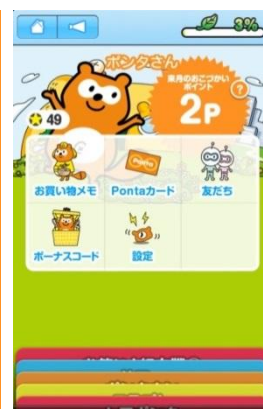 39%
ポンタさん
来月のおこづかい
ポイント
2P
?
49
お買い物メモ
Pontaカード
友だち
ボーナスコード
設定